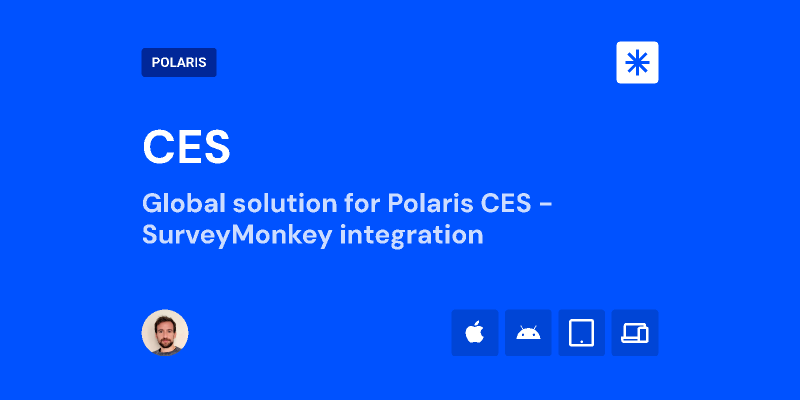 POLARIS
CES
Global solution for Polaris CES –
SurveyMonkey integration